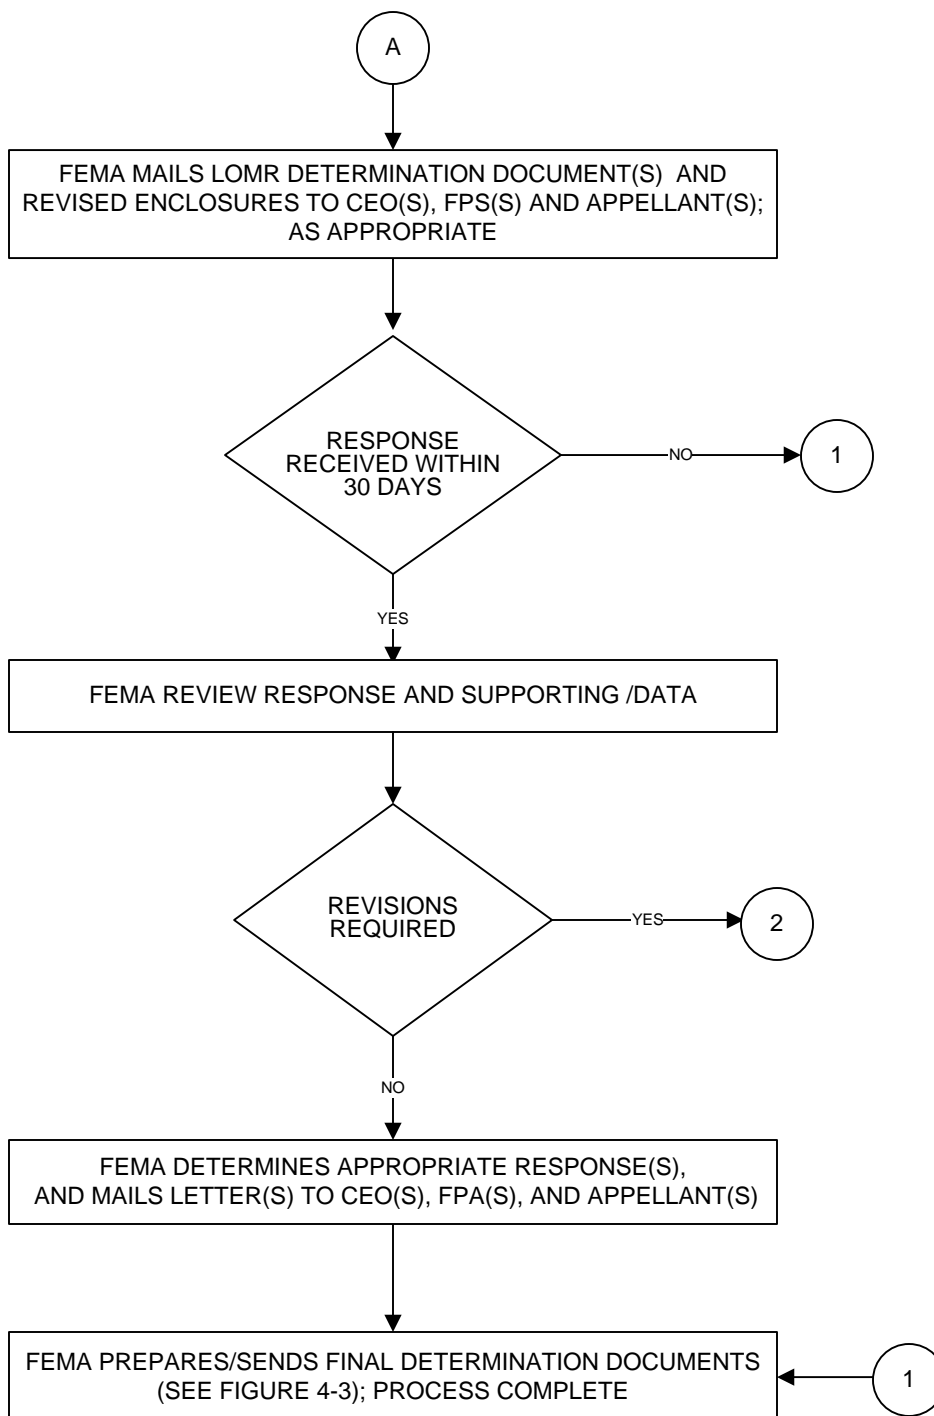 A
FEMA MAILS LOMR DETERMINATION DOCUMENT(S) AND
REVISED ENCLOSURES TO CEO(S), FPS(S) AND APPELLANT(S);
AS APPROPRIATE
RESPONSE
RECEIVED WITHIN
30 DAYS
NO
1
YES
FEMA REVIEW RESPONSE AND SUPPORTING /DATA
REVISIONS
REQUIRED
YES
2
NO
FEMA DETERMINES APPROPRIATE RESPONSE(S),
AND MAILS LETTER(S) TO CEO(S), FPA(S), AND APPELLANT(S)
FEMA PREPARES/SENDS FINAL DETERMINATION DOCUMENTS
(SEE FIGURE 4-3); PROCESS COMPLETE
1